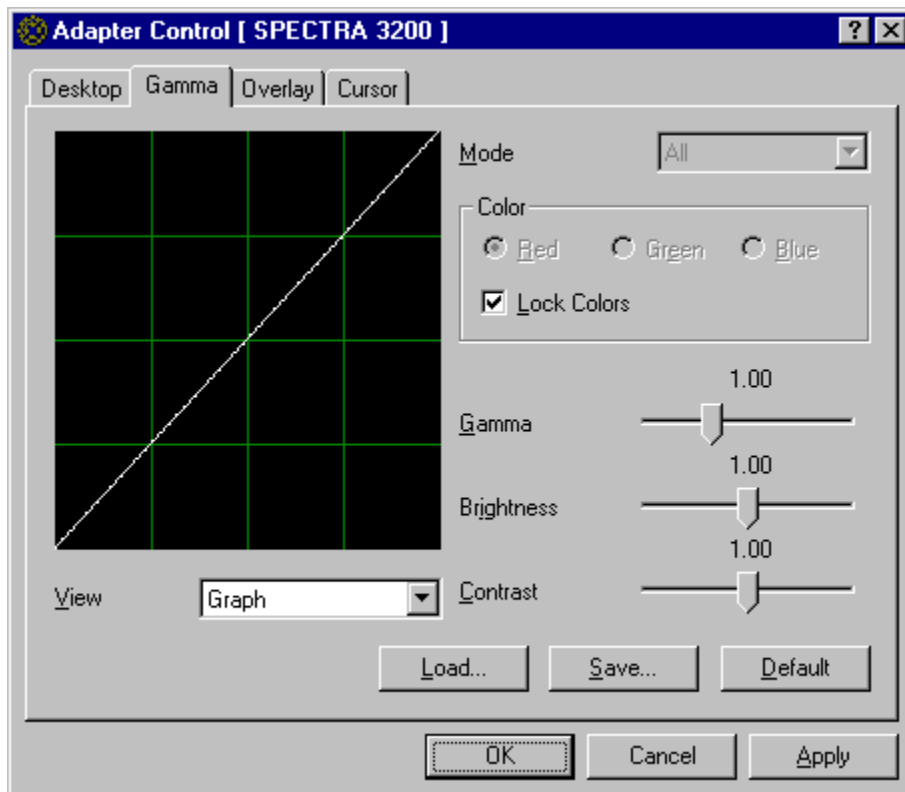 Adapter Control [ SPECTRA 3200 ]
Desktop Gamma Overlay Cursor
Mode All
Color
Red Green Blue
Lock Colors
1.00
Gamma
1.00
Brightness
1.00
Contrast
View Graph
Load... Save... Default
OK Cancel Apply